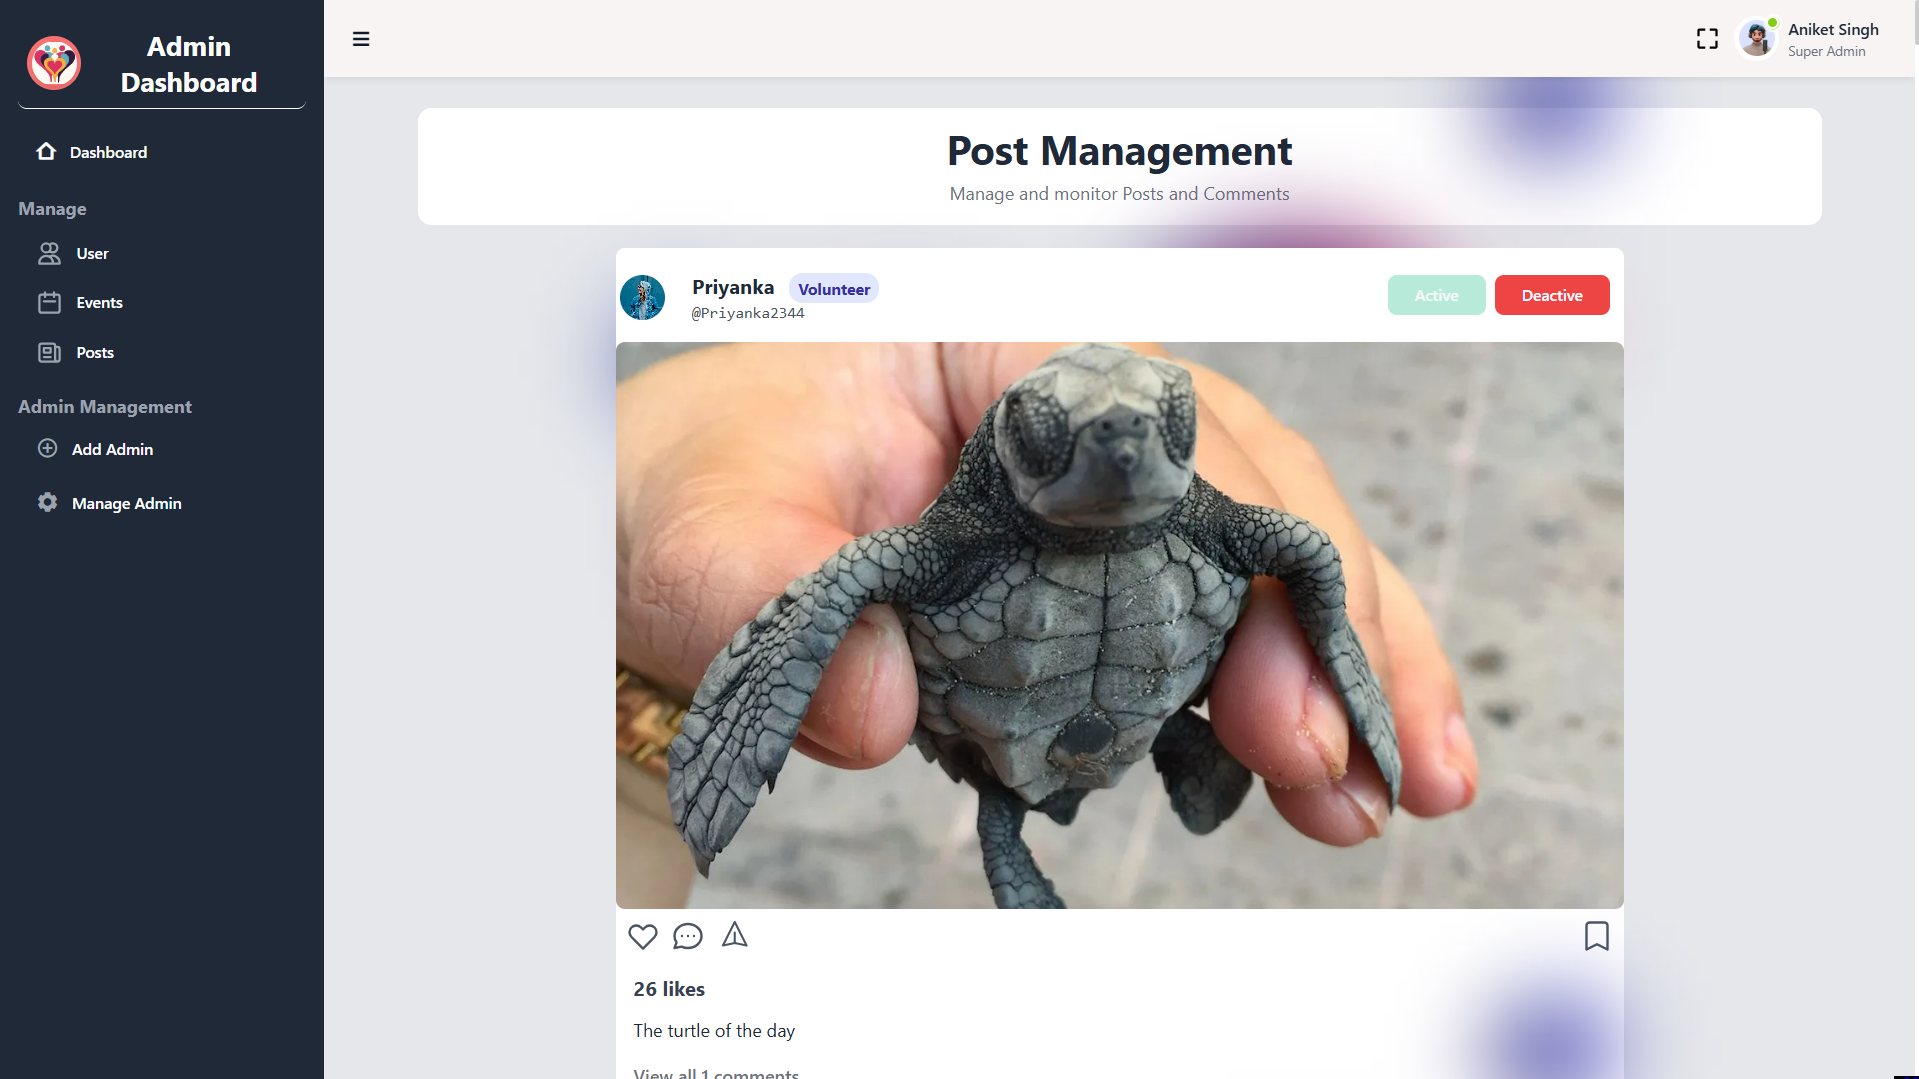 Admin
Dashboard
Dashboard
Manage
User
Events
Posts
Admin Management
Add Admin
Manage Admin
Aniket Singh
Super Admin
Post Management
Manage and monitor Posts and Comments
Priyanka Volunteer
@Priyanka2344
Active Deactive
26 likes
The turtle of the day
View all 1 comments